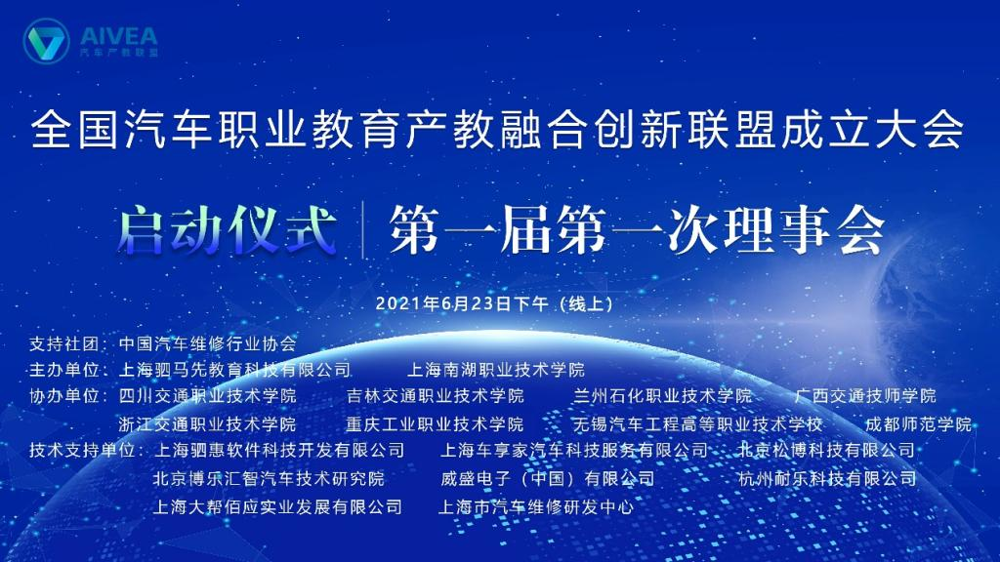 AIVEA
汽车产教联盟
全国汽车职业教育产教融合创新联盟成立大会
启动仪式 | 第一届第一次理事会
2021年6月23日下午（线上）
支持社团：中国汽车维修行业协会
主办单位：上海驷马先教育科技有限公司 上海南湖职业技术学院
协办单位：四川交通职业技术学院 吉林交通职业技术学院 兰州石化职业技术学院 广西交通技师学院
浙江交通职业技术学院 重庆工业职业技术学院 无锡汽车工程高等职业技术学校 成都师范学院
技术支持单位：上海驷惠软件科技开发有限公司 上海车享家汽车科技服务有限公司 北京松博科技有限公司
北京博乐汇智汽车技术研究院 威盛电子（中国）有限公司 杭州耐乐科技有限公司
上海大帮佰应实业发展有限公司 上海市汽车维修研发中心